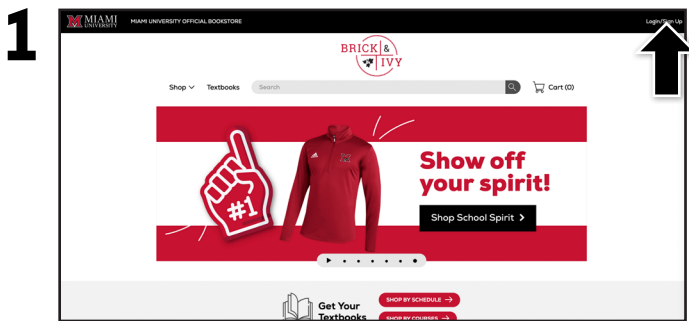 1
M MIAMI
UNIVERSITY
MIAMI UNIVERSITY OFFICIAL BOOKSTORE
Login/Sign Up
BRICK &
IVY
Shop
Textbooks
Search
Cart (0)
#1
M
Show off
your spirit!
Shop School Spirit >
Get Your
Textbooks
SHOP BY SCHEDULE →
SHOP BY COURSES →